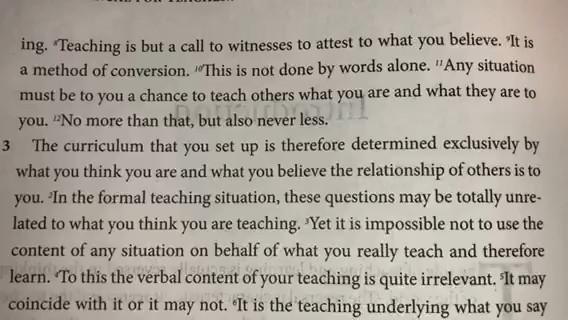 FOR TEACHER
ing. ⁸Teaching is but a call to witnesses to attest to what you believe. ⁹It is
a method of conversion. ¹⁰This is not done by words alone. ¹¹Any situation
must be to you a chance to teach others what you are and what they are to
you. ¹²No more than that, but also never less.
3 The curriculum that you set up is therefore determined exclusively by
what you think you are and what you believe the relationship of others is to
you. ²In the formal teaching situation, these questions may be totally unre-
lated to what you think you are teaching. ³Yet it is impossible not to use the
content of any situation on behalf of what you really teach and therefore
learn. ⁴To this the verbal content of your teaching is quite irrelevant. ⁵It may
coincide with it or it may not. ⁶It is the teaching underlying what you say